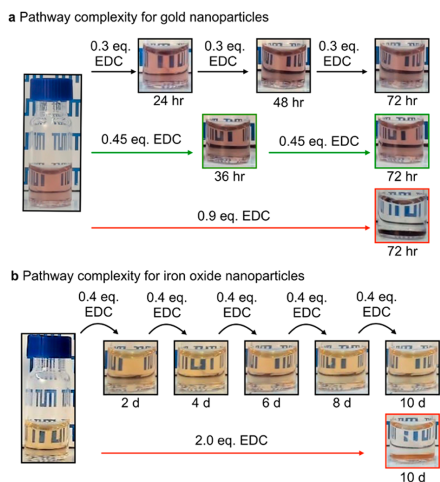 a Pathway complexity for gold nanoparticles
0.3 eq.
EDC
0.3 eq.
EDC
0.3 eq.
EDC
24 hr
48 hr
72 hr
0.45 eq. EDC
0.45 eq. EDC
36 hr
72 hr
0.9 eq. EDC
72 hr
b Pathway complexity for iron oxide nanoparticles
0.4 eq.
EDC
0.4 eq.
EDC
0.4 eq.
EDC
0.4 eq.
EDC
0.4 eq.
EDC
2 d
4 d
6 d
8 d
10 d
2.0 eq. EDC
10 d